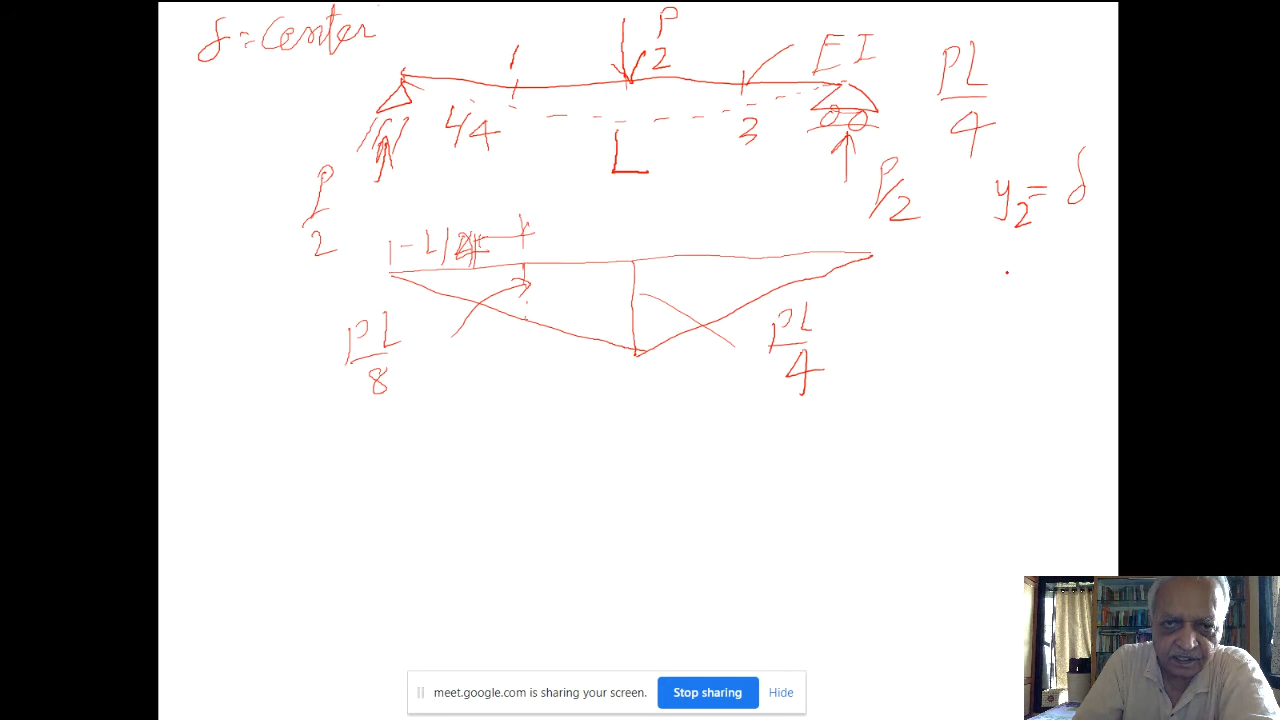 δ = center
P
1
2
EI
PL/4
L/4
3
L
P/2
P/2
y2 = δ
PL/8
PL/4
meet.google.com is sharing your screen.
Stop sharing
Hide